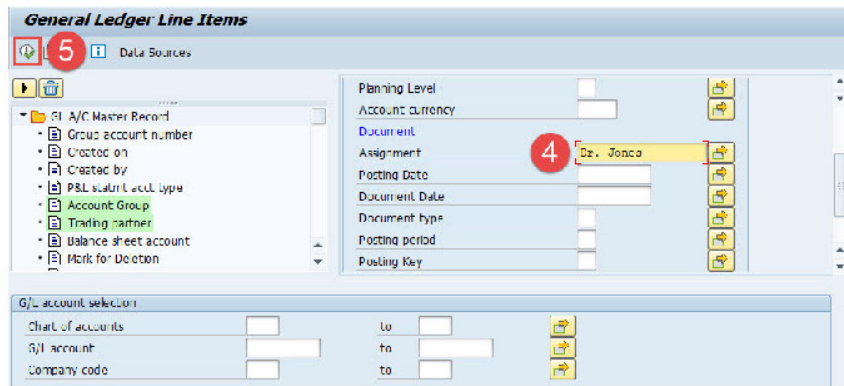 General Ledger Line Items
5
Data Sources
GL A/C Master Record
Group account number
Created on
Created by
P&L statmt acct type
Account Group
Trading partner
Balance sheet account
Mark for Deletion
Planning Level
Account currency
Document
Assignment
4
Dr. Jones
Posting Date
Document Date
Document type
Posting period
Posting Key
G/L account selection
Chart of accounts
to
G/L account
to
Company code
to